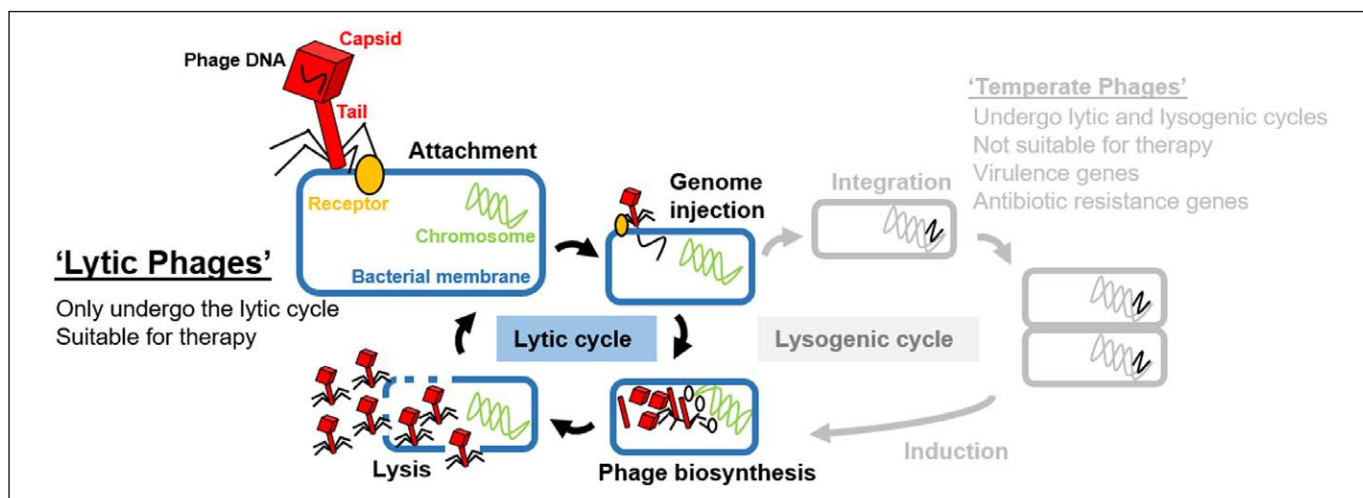 Capsid
Phage DNA
Tail
Attachment
Receptor
Chromosome
Bacterial membrane
'Lytic Phages'
Only undergo the lytic cycle
Suitable for therapy
Genome
injection
Integration
'Temperate Phages'
Undergo lytic and lysogenic cycles
Not suitable for therapy
Virulence genes
Antibiotic resistance genes
Lytic cycle
Lysogenic cycle
Lysis
Phage biosynthesis
Induction